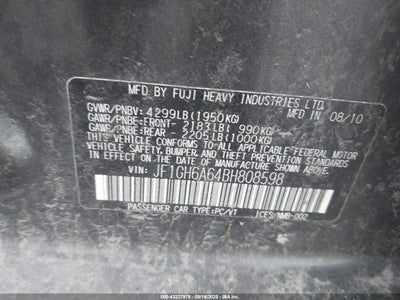 MFD BY FUJI HEAVY INDUSTRIES LTD.
GVWR/PNBV: 4299LB(1950KG) MADE IN 08/10
GAWR/PNBE:FRONT- 2183LB( 990KG)
GAWR/PNBE:REAR - 2205LB(1000KG)
THIS VEHICLE CONFORMS TO ALL APPLICABLE FEDERAL MOTOR
VEHICLE SAFETY, BUMPER, AND THEFT PREVENTION STANDARDS
IN EFFECT ON THE DATE OF MANUFACTURE SHOWN ABOVE.
VIN: JF1GH6A64BH808598
PASSENGER CAR TYPE:PC/VT ICES/NMB-002